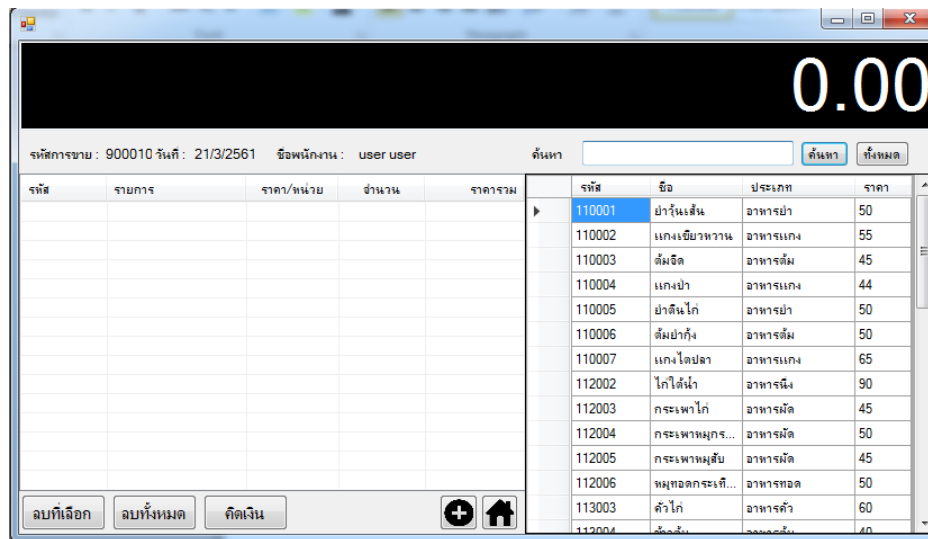 0.00
รหัสการขาย : 900010 วันที่ : 21/3/2561 ชื่อพนักงาน : user user ค้นหา ค้นหา ทั้งหมด
รหัส รายการ ราคา/หน่วย จำนวน ราคารวม
รหัส ชื่อ ประเภท ราคา
110001 ยำวุ้นเส้น อาหารยำ 50
110002 แกงเขียวหวาน อาหารแกง 55
110003 ต้มจืด อาหารต้ม 45
110004 แกงป่า อาหารแกง 44
110005 ยำตีนไก่ อาหารยำ 50
110006 ต้มยำกุ้ง อาหารต้ม 50
110007 แกงไตปลา อาหารแกง 65
112002 ไก่ใต้น้ำ อาหารนึ่ง 90
112003 กระเพาไก่ อาหารผัด 45
112004 กระเพาหมูกร... อาหารผัด 50
112005 กระเพาหมูสับ อาหารผัด 45
112006 หมูทอดกระเที... อาหารทอด 50
113003 คั่วไก่ อาหารคั่ว 60
113004 40
ลบที่เลือก ลบทั้งหมด คิดเงิน